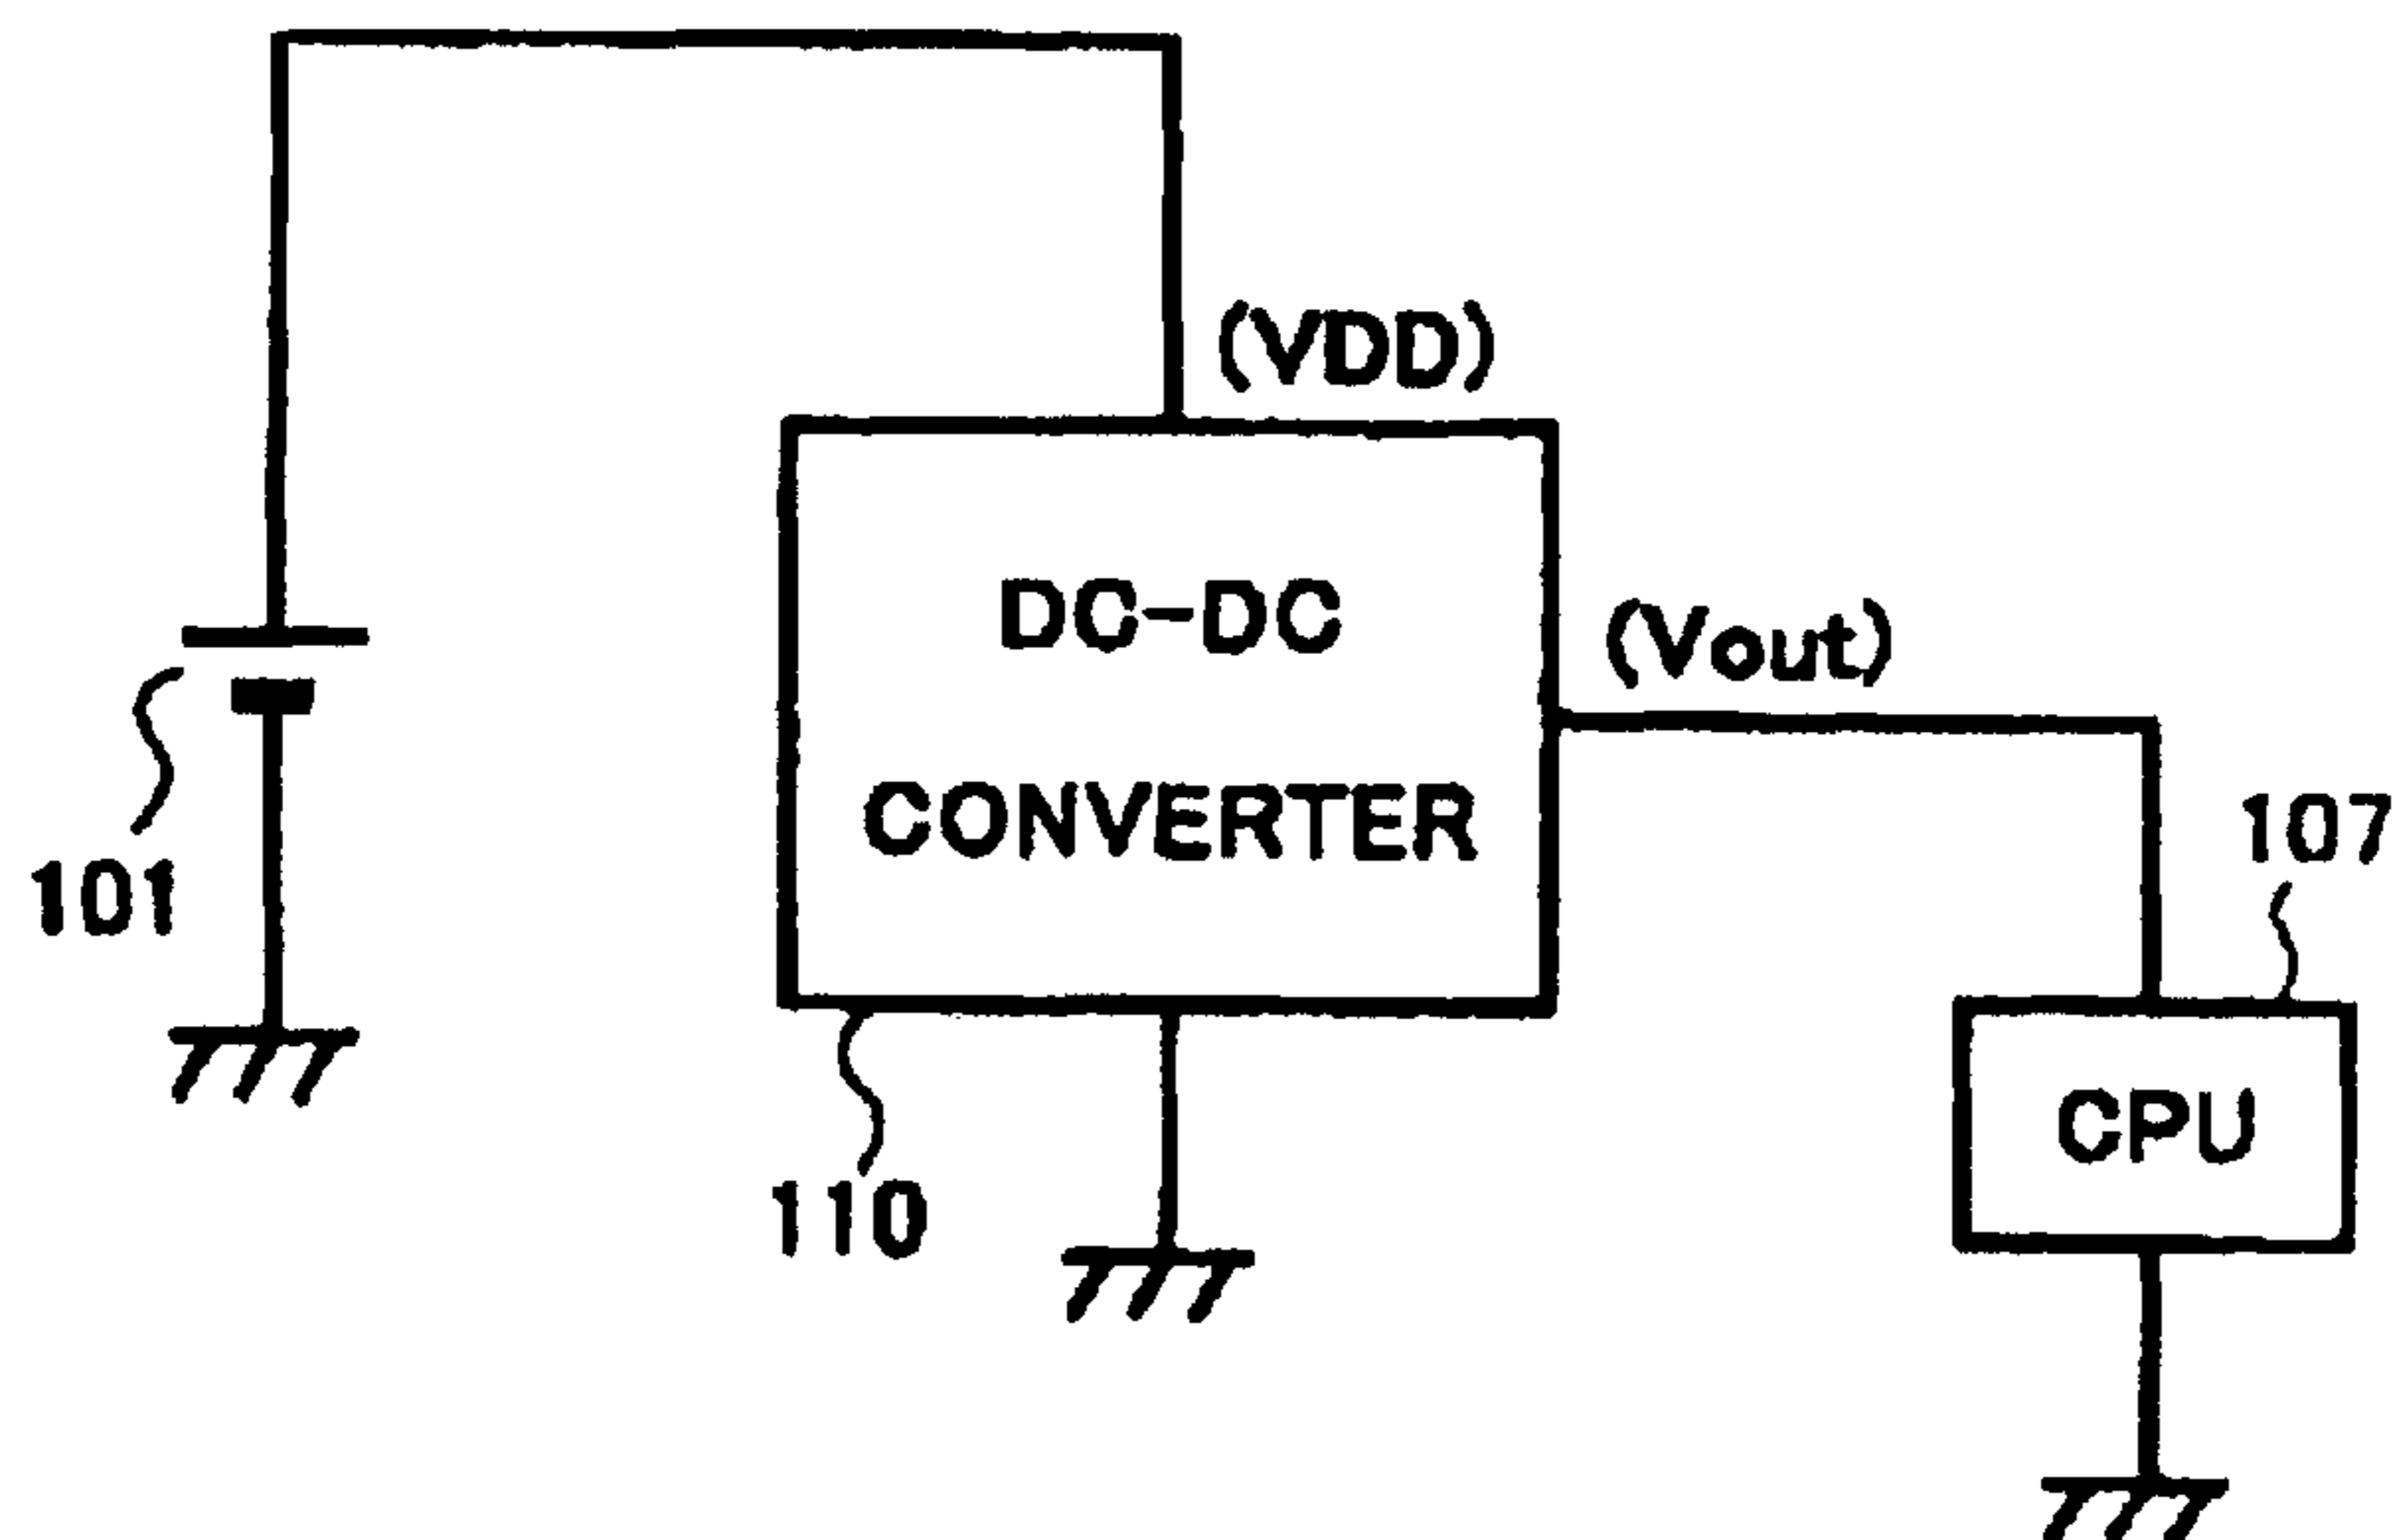 (VDD)
DC-DC
CONVERTER
(Vout)
101
107
110
CPU